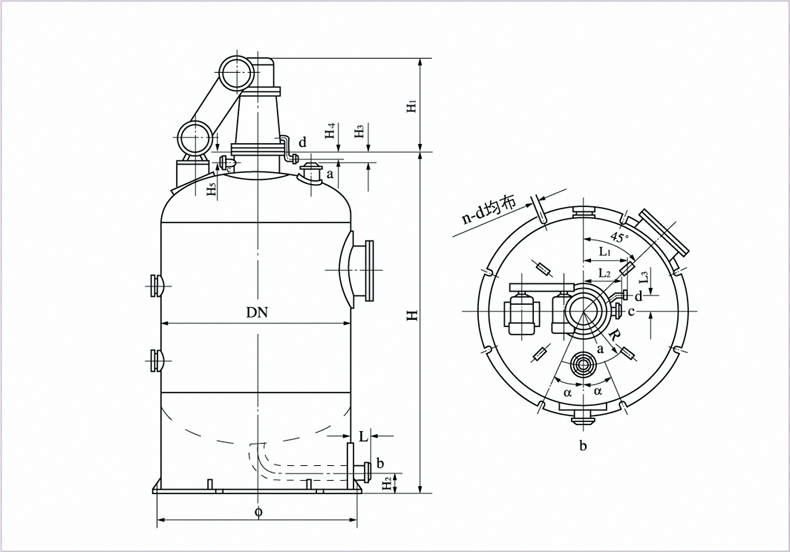 H1
H4
H3
d
a
H5
DN
H
L
b
H2
ϕ
n-d均布
45°
L1
L2
L3
d
c
R
a
α
α
b